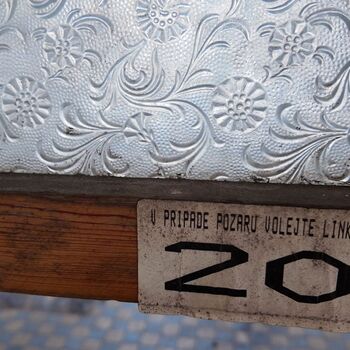 V PRIPADE POZARU VOLEJTE LINK
20